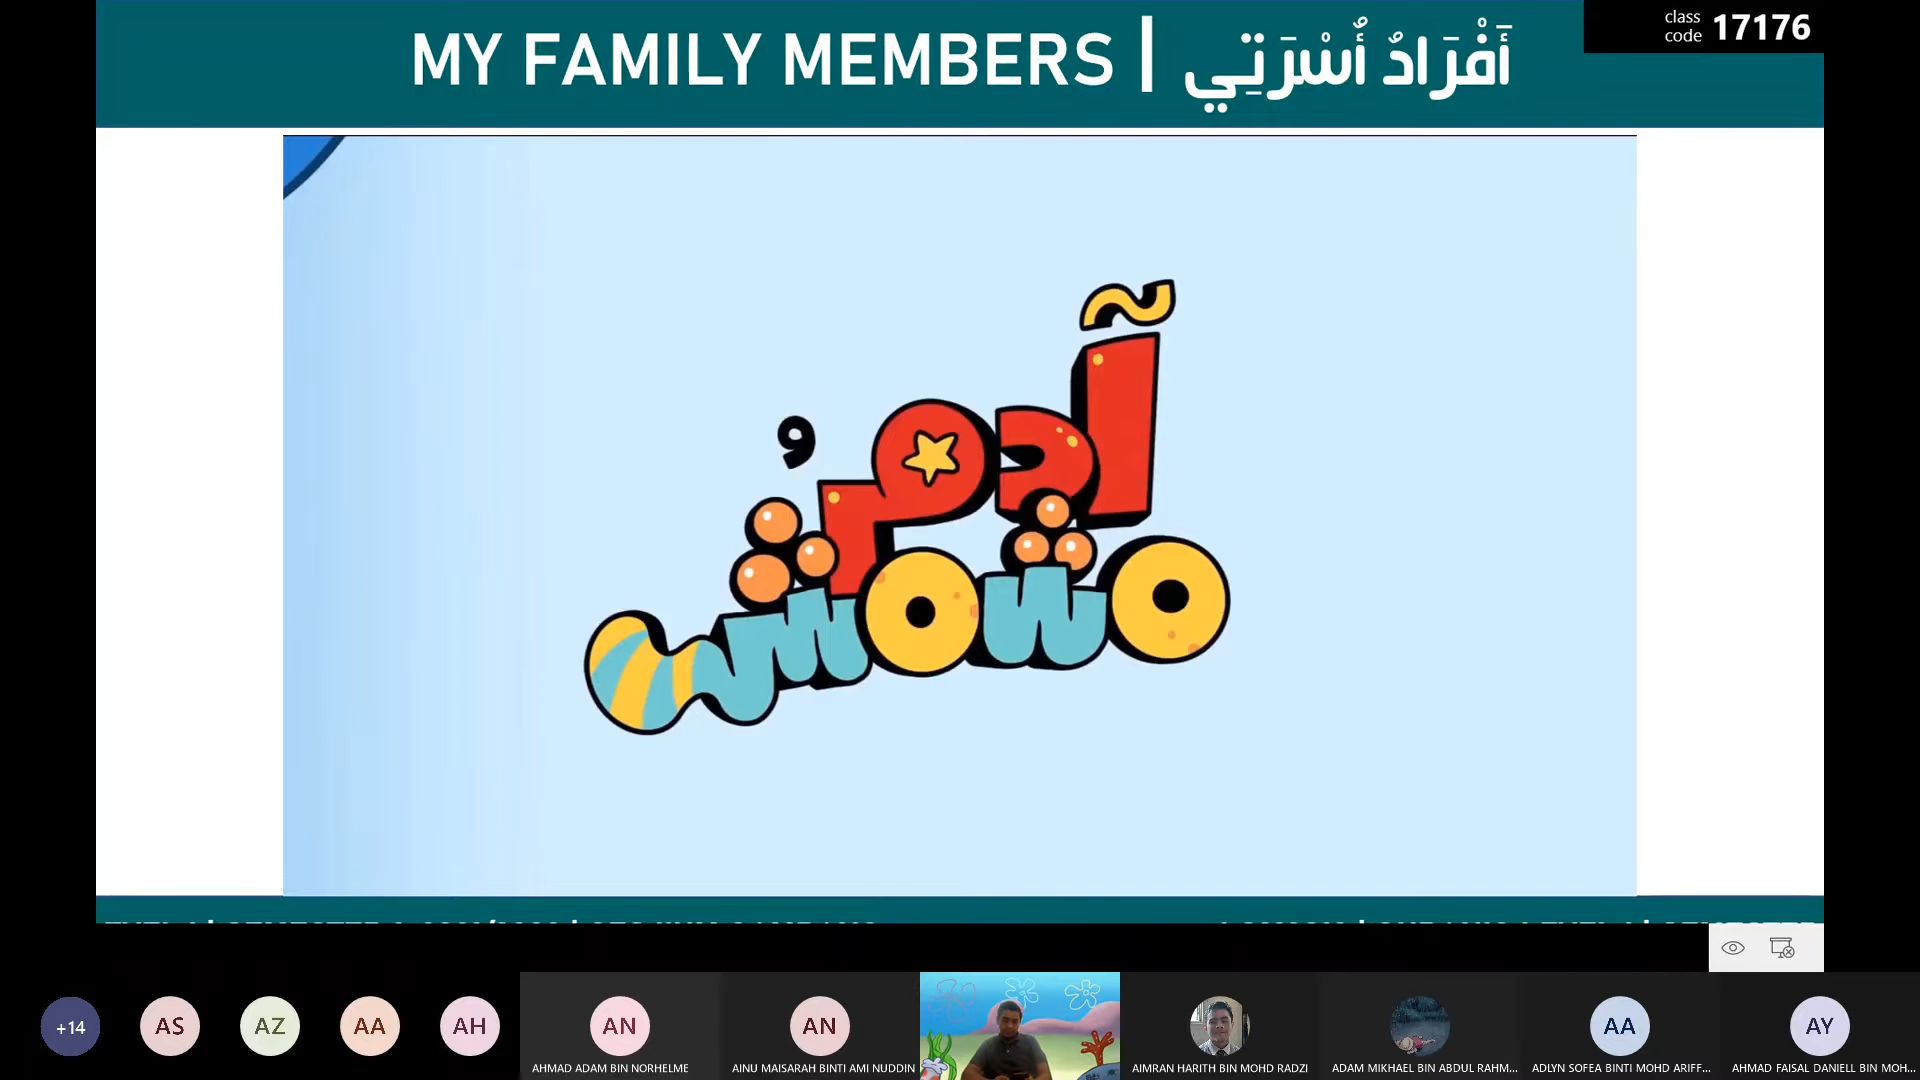 MY FAMILY MEMBERS | أَفْرَادُ أُسْرَتِي
class code 17176
آدم و
مشمش
+14
AS
AZ
AA
AH
AN
AN
AA
AY
AHMAD ADAM BIN NORHELME
AINU MAISARAH BINTI AMI NUDDIN
AIMRAN HARITH BIN MOHD RADZI
ADAM MIKHAEL BIN ABDUL RAHM...
ADLYN SOFEA BINTI MOHD ARIFF...
AHMAD FAISAL DANIELL BIN MOH...